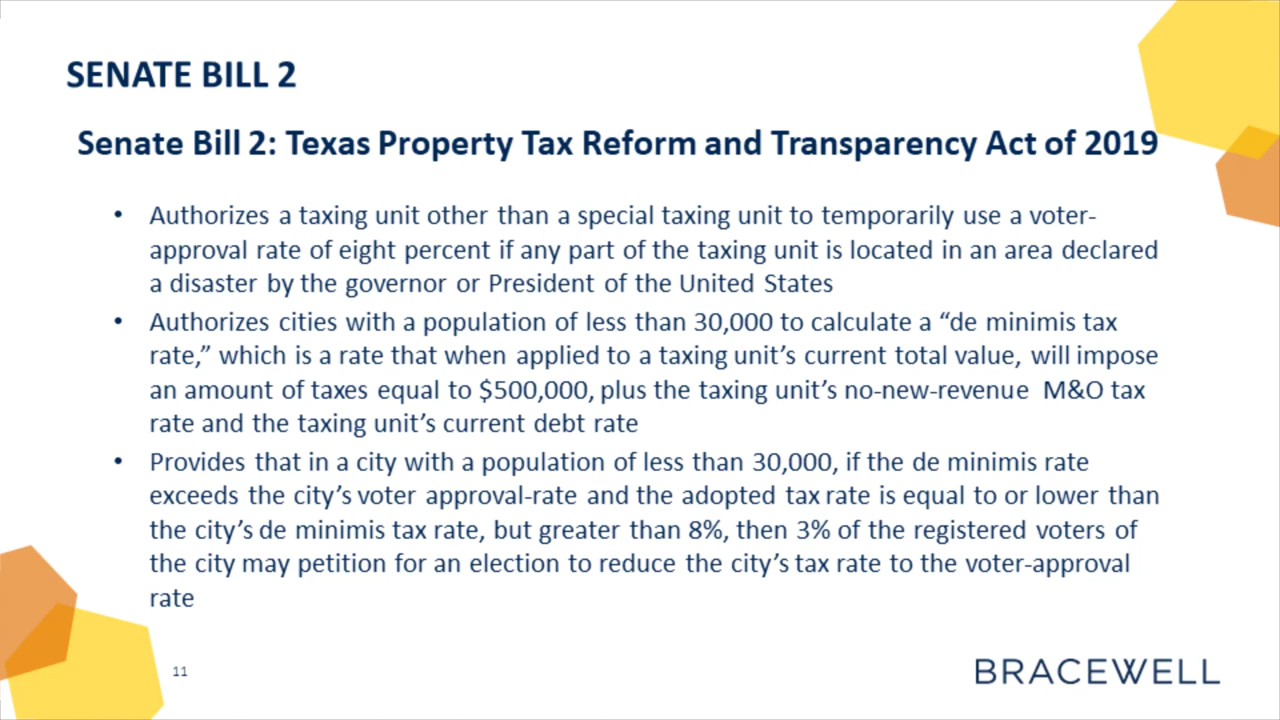 SENATE BILL 2
Senate Bill 2: Texas Property Tax Reform and Transparency Act of 2019
• Authorizes a taxing unit other than a special taxing unit to temporarily use a voter-
approval rate of eight percent if any part of the taxing unit is located in an area declared
a disaster by the governor or President of the United States
• Authorizes cities with a population of less than 30,000 to calculate a “de minimis tax
rate,” which is a rate that when applied to a taxing unit’s current total value, will impose
an amount of taxes equal to $500,000, plus the taxing unit’s no-new-revenue M&O tax
rate and the taxing unit’s current debt rate
• Provides that in a city with a population of less than 30,000, if the de minimis rate
exceeds the city’s voter approval-rate and the adopted tax rate is equal to or lower than
the city’s de minimis tax rate, but greater than 8%, then 3% of the registered voters of
the city may petition for an election to reduce the city’s tax rate to the voter-approval
rate
11
BRACEWELL